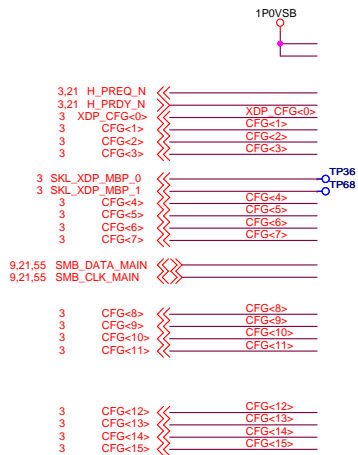 1P0VSB
3,21 H_PREQ_N
3,21 H_PRDY_N
3 XDP_CFG<0> XDP_CFG<0>
3 CFG<1> CFG<1>
3 CFG<2> CFG<2>
3 CFG<3> CFG<3>
3 SKL_XDP_MBP_0 TP36
3 SKL_XDP_MBP_1 TP68
3 CFG<4> CFG<4>
3 CFG<5> CFG<5>
3 CFG<6> CFG<6>
3 CFG<7> CFG<7>
9,21,55 SMB_DATA_MAIN
9,21,55 SMB_CLK_MAIN
3 CFG<8> CFG<8>
3 CFG<9> CFG<9>
3 CFG<10> CFG<10>
3 CFG<11> CFG<11>
3 CFG<12> CFG<12>
3 CFG<13> CFG<13>
3 CFG<14> CFG<14>
3 CFG<15> CFG<15>